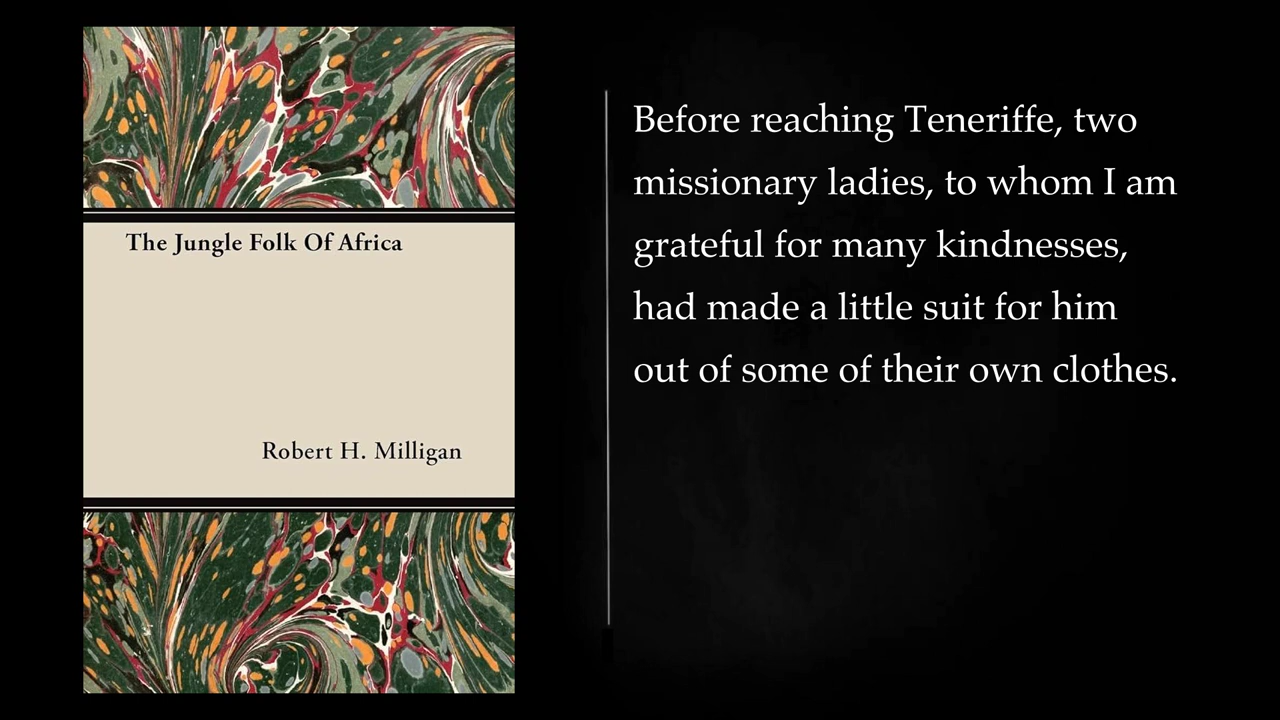 The Jungle Folk Of Africa
Robert H. Milligan
Before reaching Teneriffe, two
missionary ladies, to whom I am
grateful for many kindnesses,
had made a little suit for him
out of some of their own clothes.